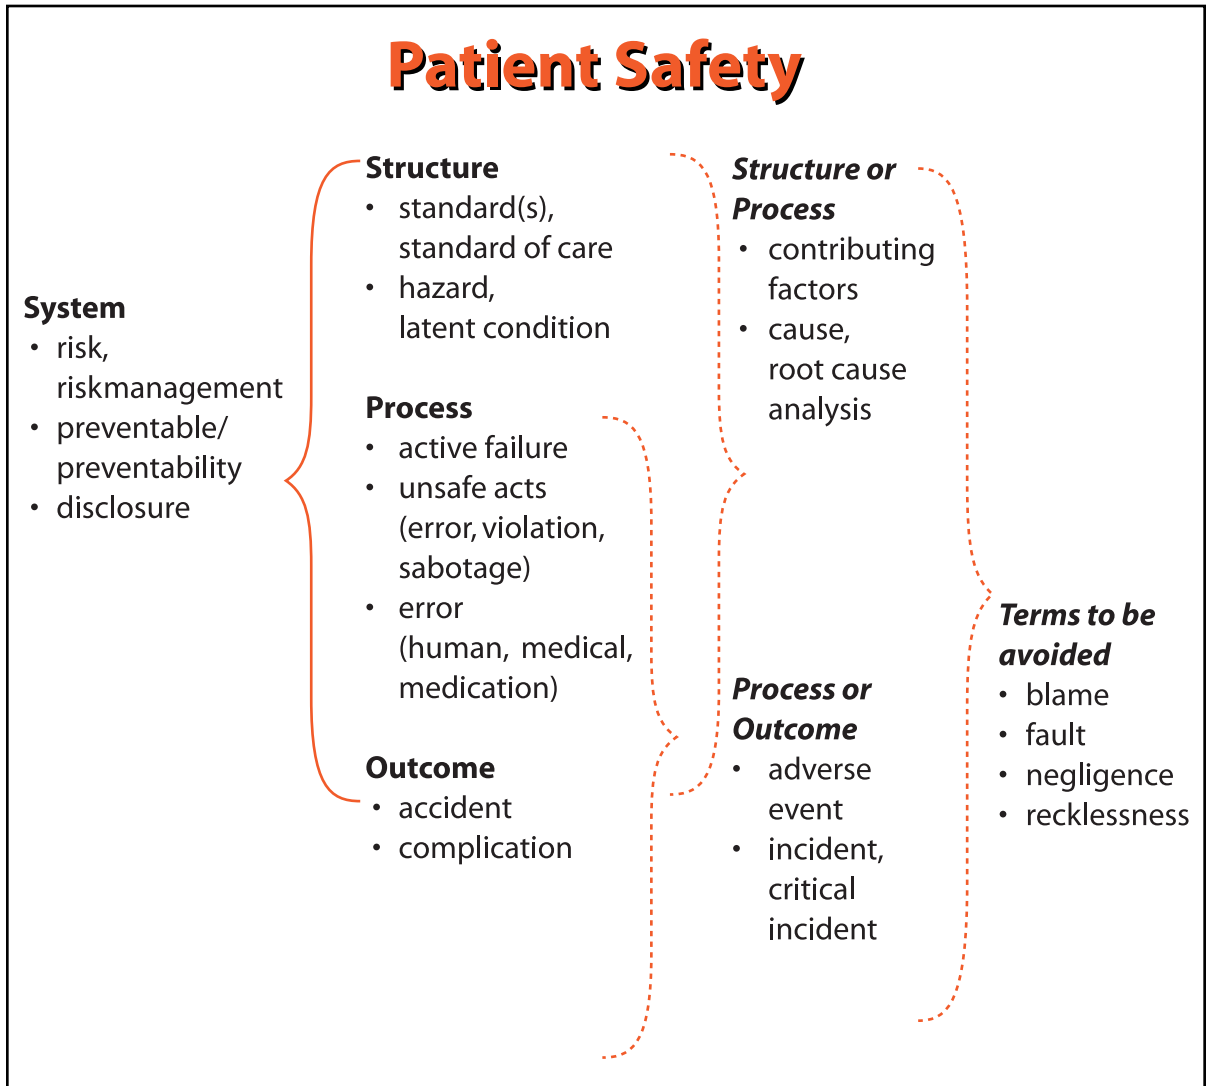 Patient Safety
System
• risk,
riskmanagement
• preventable/
preventability
• disclosure
Structure
• standard(s),
standard of care
• hazard,
latent condition
Process
• active failure
• unsafe acts
(error, violation,
sabotage)
• error
(human, medical,
medication)
Outcome
• accident
• complication
Structure or
Process
• contributing
factors
• cause,
root cause
analysis
Process or
Outcome
• adverse
event
• incident,
critical
incident
Terms to be
avoided
• blame
• fault
• negligence
• recklessness